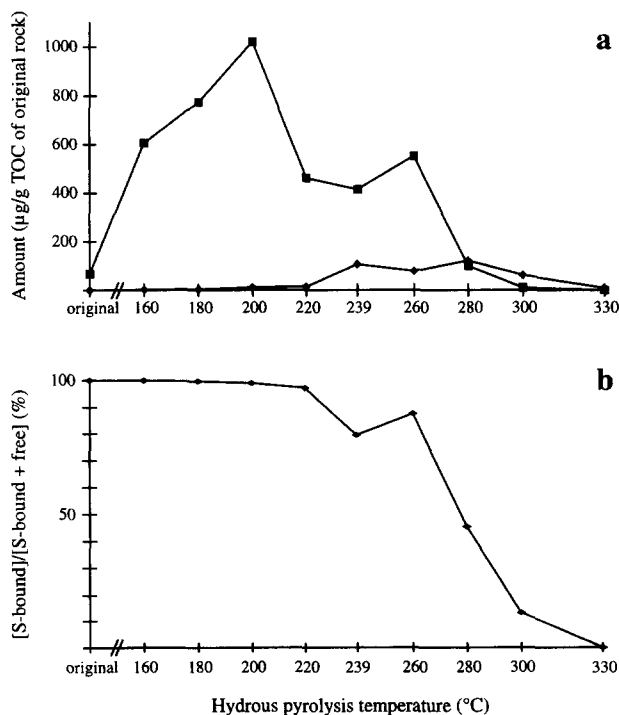 a
Amount (µg/g TOC of original rock)
1000
800
600
400
200
original 160 180 200 220 239 260 280 300 330
b
[S-bound]/[S-bound + free] (%)
100
50
original 160 180 200 220 239 260 280 300 330
Hydrous pyrolysis temperature (°C)